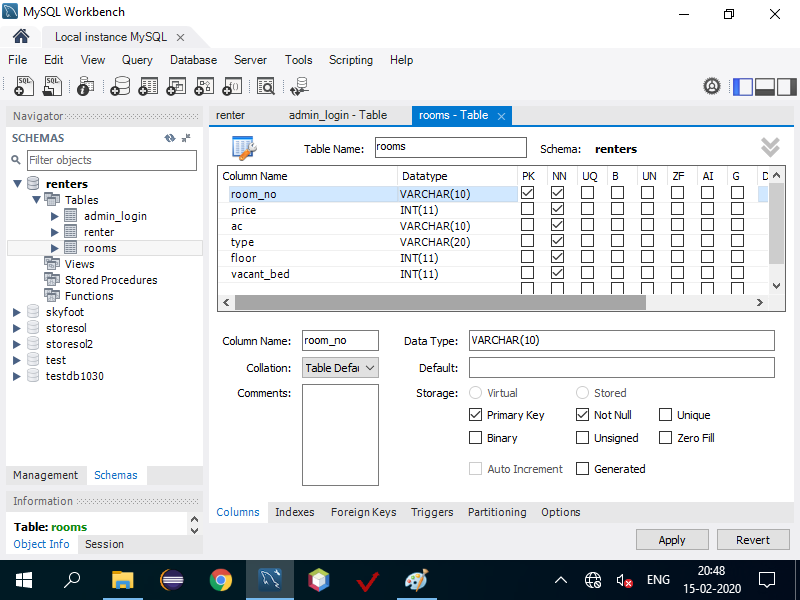 MySQL Workbench
Local instance MySQL
File Edit View Query Database Server Tools Scripting Help
SQL SQL
Navigator
SCHEMAS
Filter objects
renters
Tables
admin_login
renter
rooms
Views
Stored Procedures
Functions
skyfoot
storesol
storesol2
test
testdb1030
Management Schemas
Information
Table: rooms
Object Info Session
renter admin_login - Table rooms - Table
Table Name: rooms Schema: renters
Column Name Datatype PK NN UQ B UN ZF AI G D
room_no VARCHAR(10)
price INT(11)
ac VARCHAR(10)
type VARCHAR(20)
floor INT(11)
vacant_bed INT(11)
Column Name: room_no Data Type: VARCHAR(10)
Collation: Table Defau Default:
Comments: Storage: Virtual Stored
Primary Key Not Null Unique
Binary Unsigned Zero Fill
Auto Increment Generated
Columns Indexes Foreign Keys Triggers Partitioning Options
Apply Revert
ENG 20:48
15-02-2020